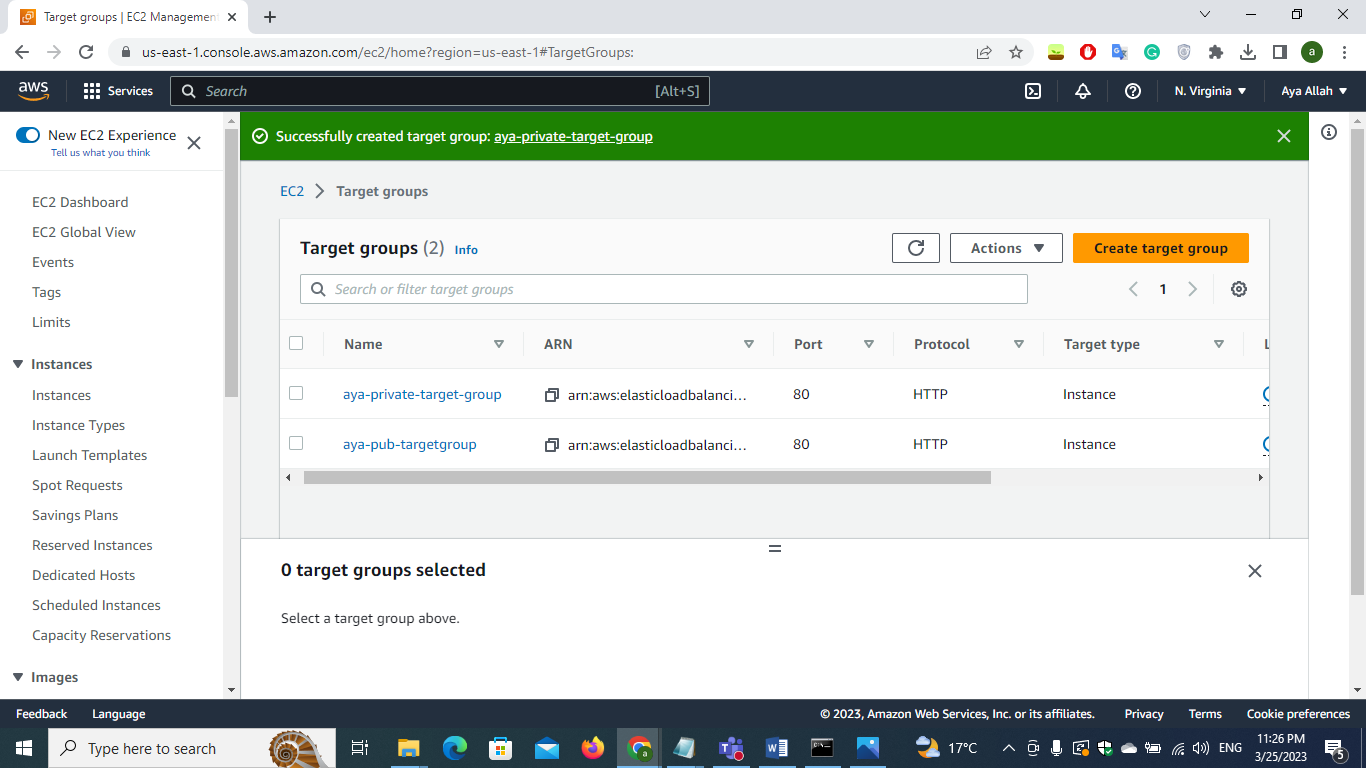 Target groups | EC2 Management
us-east-1.console.aws.amazon.com/ec2/home?region=us-east-1#TargetGroups:
a
aws
Services
Search
[Alt+S]
N. Virginia
Aya Allah
New EC2 Experience
Tell us what you think
EC2 Dashboard
EC2 Global View
Events
Tags
Limits
Instances
Instances
Instance Types
Launch Templates
Spot Requests
Savings Plans
Reserved Instances
Dedicated Hosts
Scheduled Instances
Capacity Reservations
Images
Successfully created target group: aya-private-target-group
EC2 > Target groups
Target groups (2) Info
Actions
Create target group
Search or filter target groups
1
Name ARN Port Protocol Target type L
aya-private-target-group arn:aws:elasticloadbalanci... 80 HTTP Instance
aya-pub-targetgroup arn:aws:elasticloadbalanci... 80 HTTP Instance
0 target groups selected
Select a target group above.
Feedback Language © 2023, Amazon Web Services, Inc. or its affiliates. Privacy Terms Cookie preferences
Type here to search
17°C
ENG
11:26 PM
3/25/2023
5